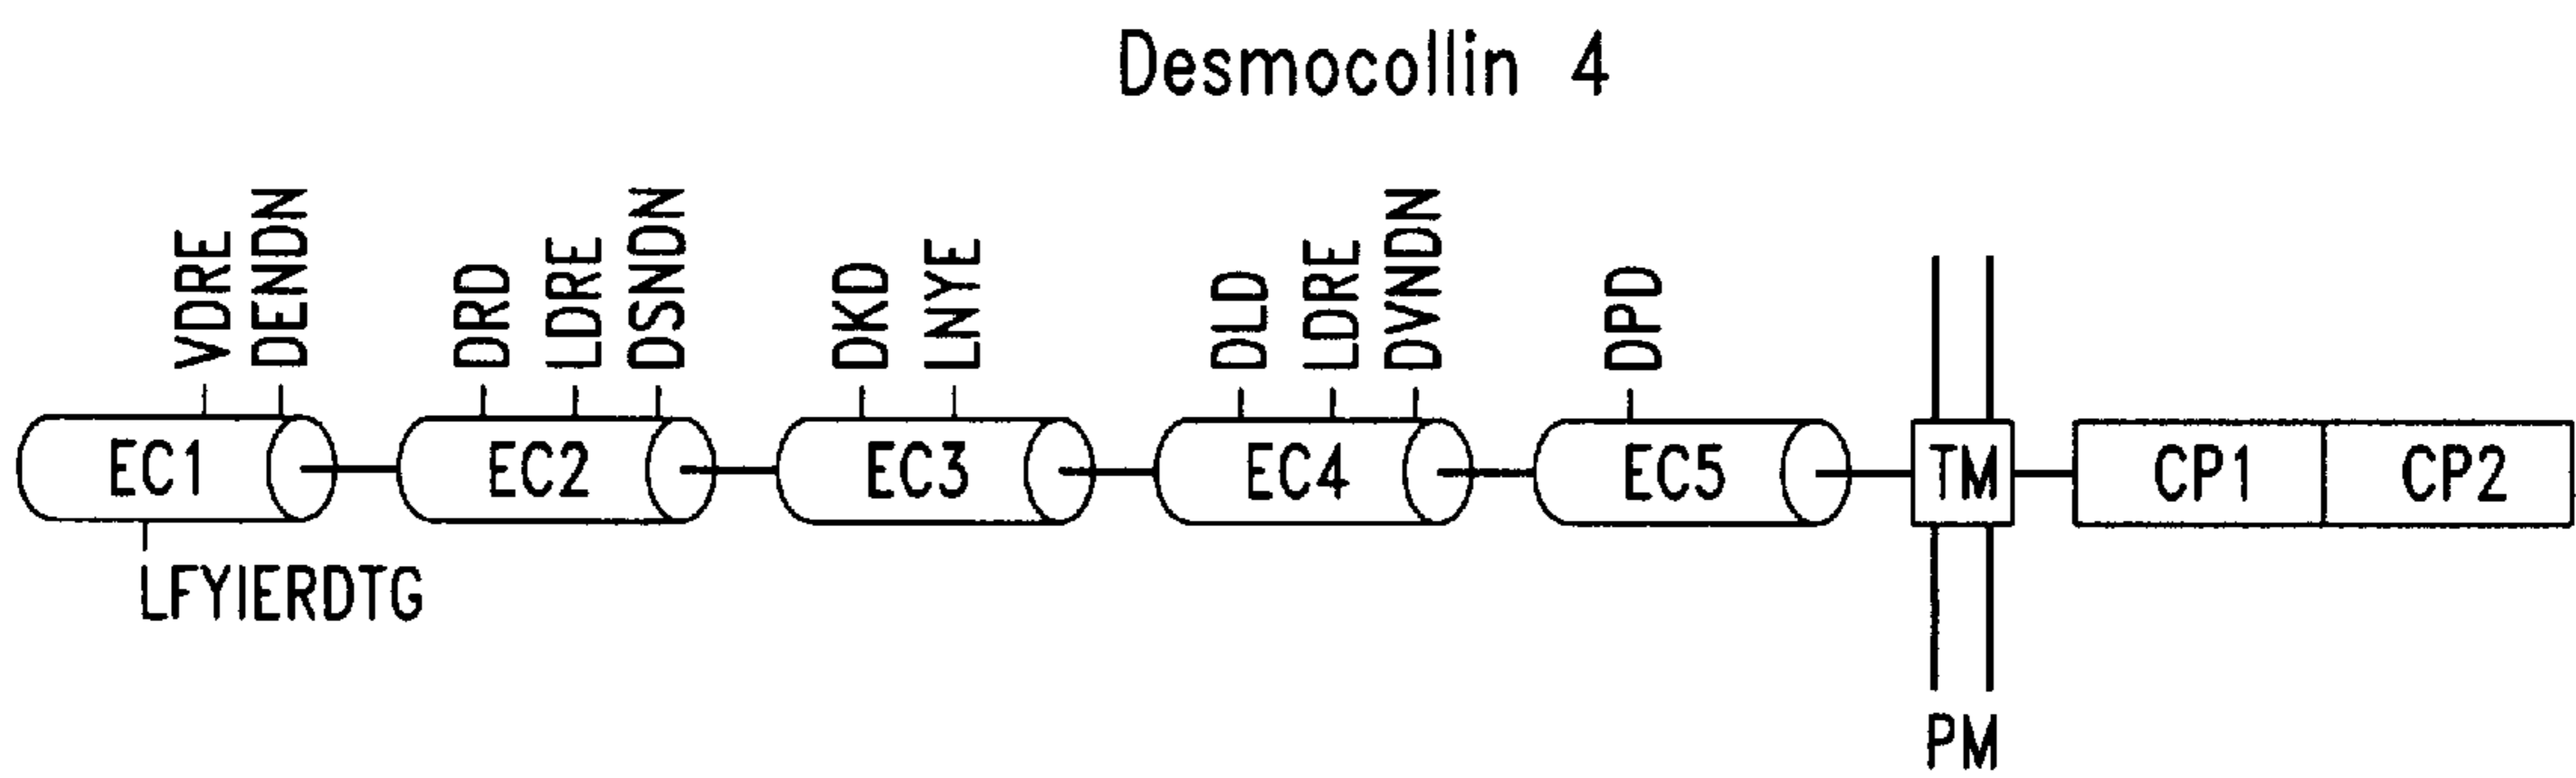 Desmocollin 4
VDRE
DENDN
DRD
LDRE
DSNDN
DKD
LNYE
DLD
LDRE
DVNDN
DPD
EC1
EC2
EC3
EC4
EC5
TM
CP1
CP2
LFYIERDTG
PM